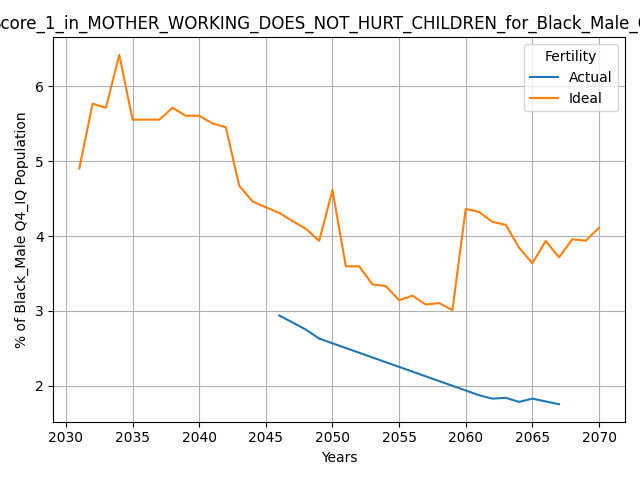 core_1_in_MOTHER_WORKING_DOES_NOT_HURT_CHILDREN_for_Black_Male_
Fertility
Actual
Ideal
% of Black_Male Q4_IQ Population
6
5
4
3
2
2030 2035 2040 2045 2050 2055 2060 2065 2070
Years